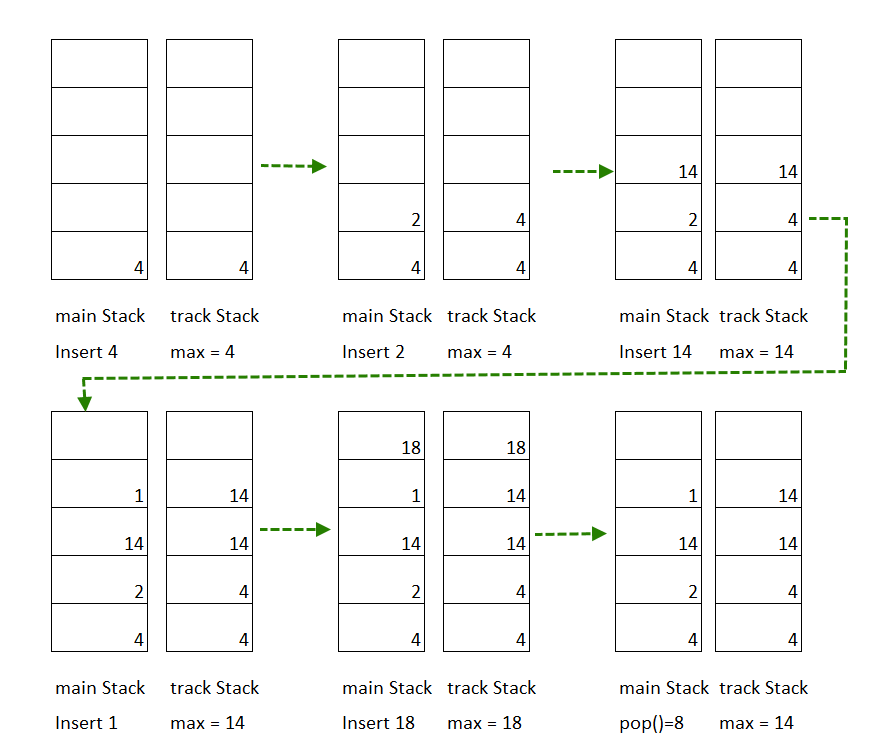 14 14
2 4 2 4
4 4 4 4 4 4
main Stack track Stack main Stack track Stack main Stack track Stack
Insert 4 max = 4 Insert 2 max = 4 Insert 14 max = 14
18 18
1 14 1 14 1 14
14 14 14 14 14 14
2 4 2 4 2 4
4 4 4 4 4 4
main Stack track Stack main Stack track Stack main Stack track Stack
Insert 1 max = 14 Insert 18 max = 18 pop()=8 max = 14